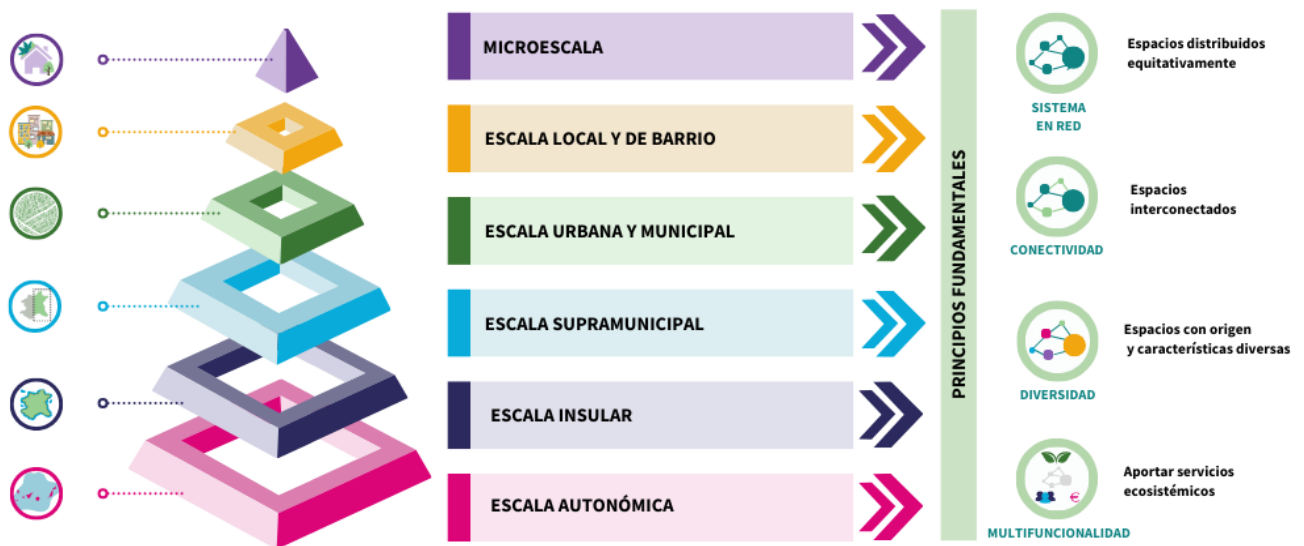 MICROESCALA
ESCALA LOCAL Y DE BARRIO
ESCALA URBANA Y MUNICIPAL
ESCALA SUPRAMUNICIPAL
ESCALA INSULAR
ESCALA AUTONÓMICA
PRINCIPIOS FUNDAMENTALES
SISTEMA
EN RED
Espacios distribuidos
equitativamente
CONECTIVIDAD
Espacios
interconectados
DIVERSIDAD
Espacios con origen
y características diversas
€
MULTIFUNCIONALIDAD
Aportar servicios
ecosistémicos